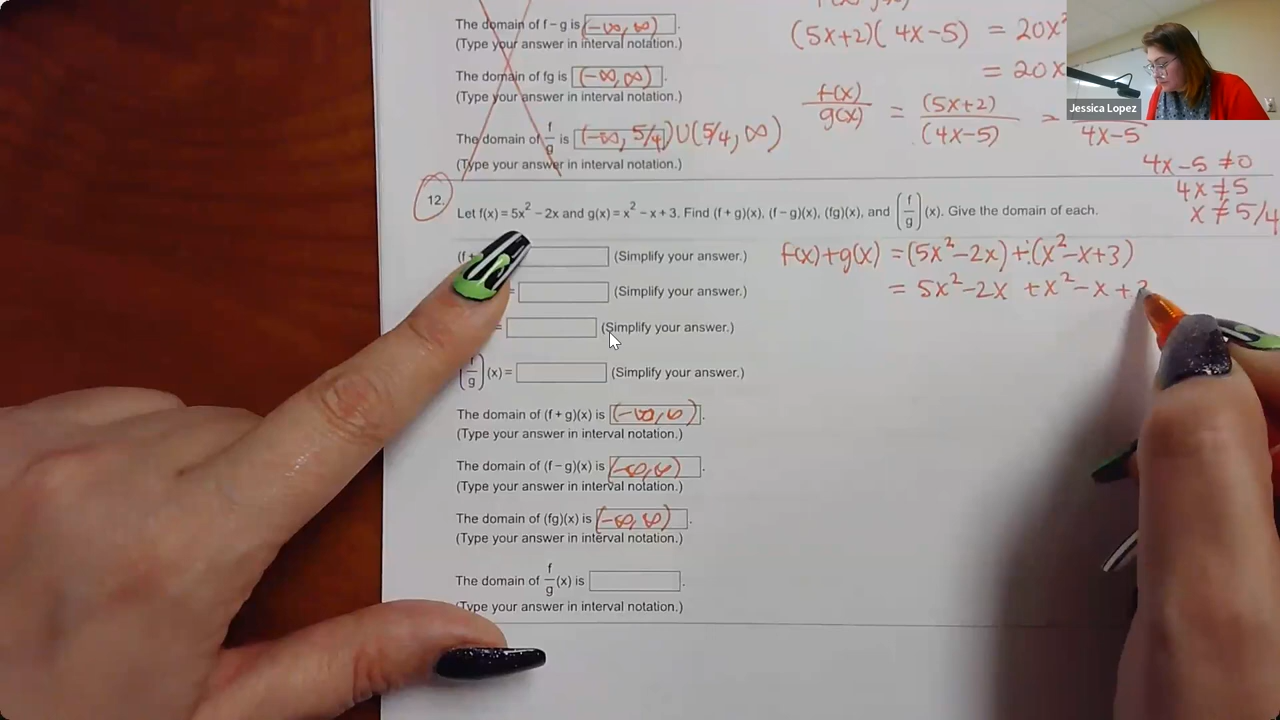 The domain of f – g is (-∞, ∞).
(Type your answer in interval notation.)
The domain of fg is (-∞, ∞).
(Type your answer in interval notation.)
The domain of f/g is (-∞, 5/4)∪(5/4, ∞)
(Type your answer in interval notation.)
(5x+2)(4x-5) = 20x²
= 20x
f(x)/g(x) = (5x+2)/(4x-5) =
4x-5
Jessica Lopez
4x-5 ≠0
4x ≠5
x ≠ 5/4
12.
Let f(x) = 5x² – 2x and g(x) = x² – x + 3. Find (f + g)(x), (f – g)(x), (fg)(x), and (f/g)(x). Give the domain of each.
(Simplify your answer.)
f(x)+g(x) = (5x²-2x)+(x²-x+3)
= (Simplify your answer.)
= 5x²-2x +x²-x+
= (Simplify your answer.)
(f/g)(x) = (Simplify your answer.)
The domain of (f + g)(x) is (-∞, ∞).
(Type your answer in interval notation.)
The domain of (f – g)(x) is (-∞, ∞).
(Type your answer in interval notation.)
The domain of (fg)(x) is (-∞, ∞).
(Type your answer in interval notation.)
The domain of f/g(x) is .
(Type your answer in interval notation.)